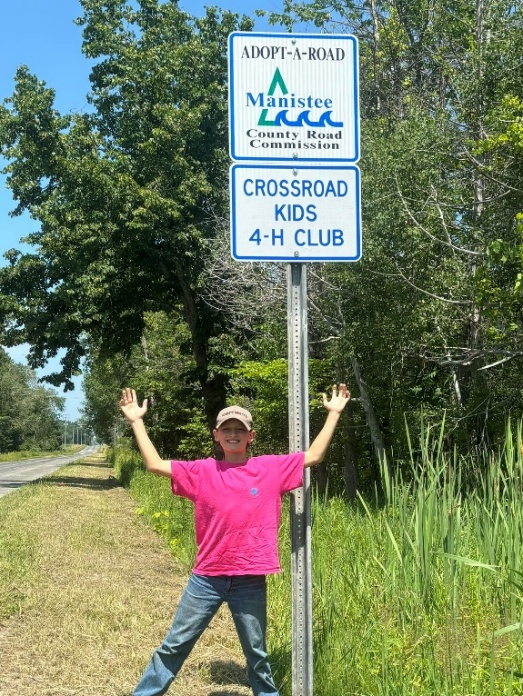 ADOPT-A-ROAD
Manistee
County Road
Commission
CROSSROAD
KIDS
4-H CLUB